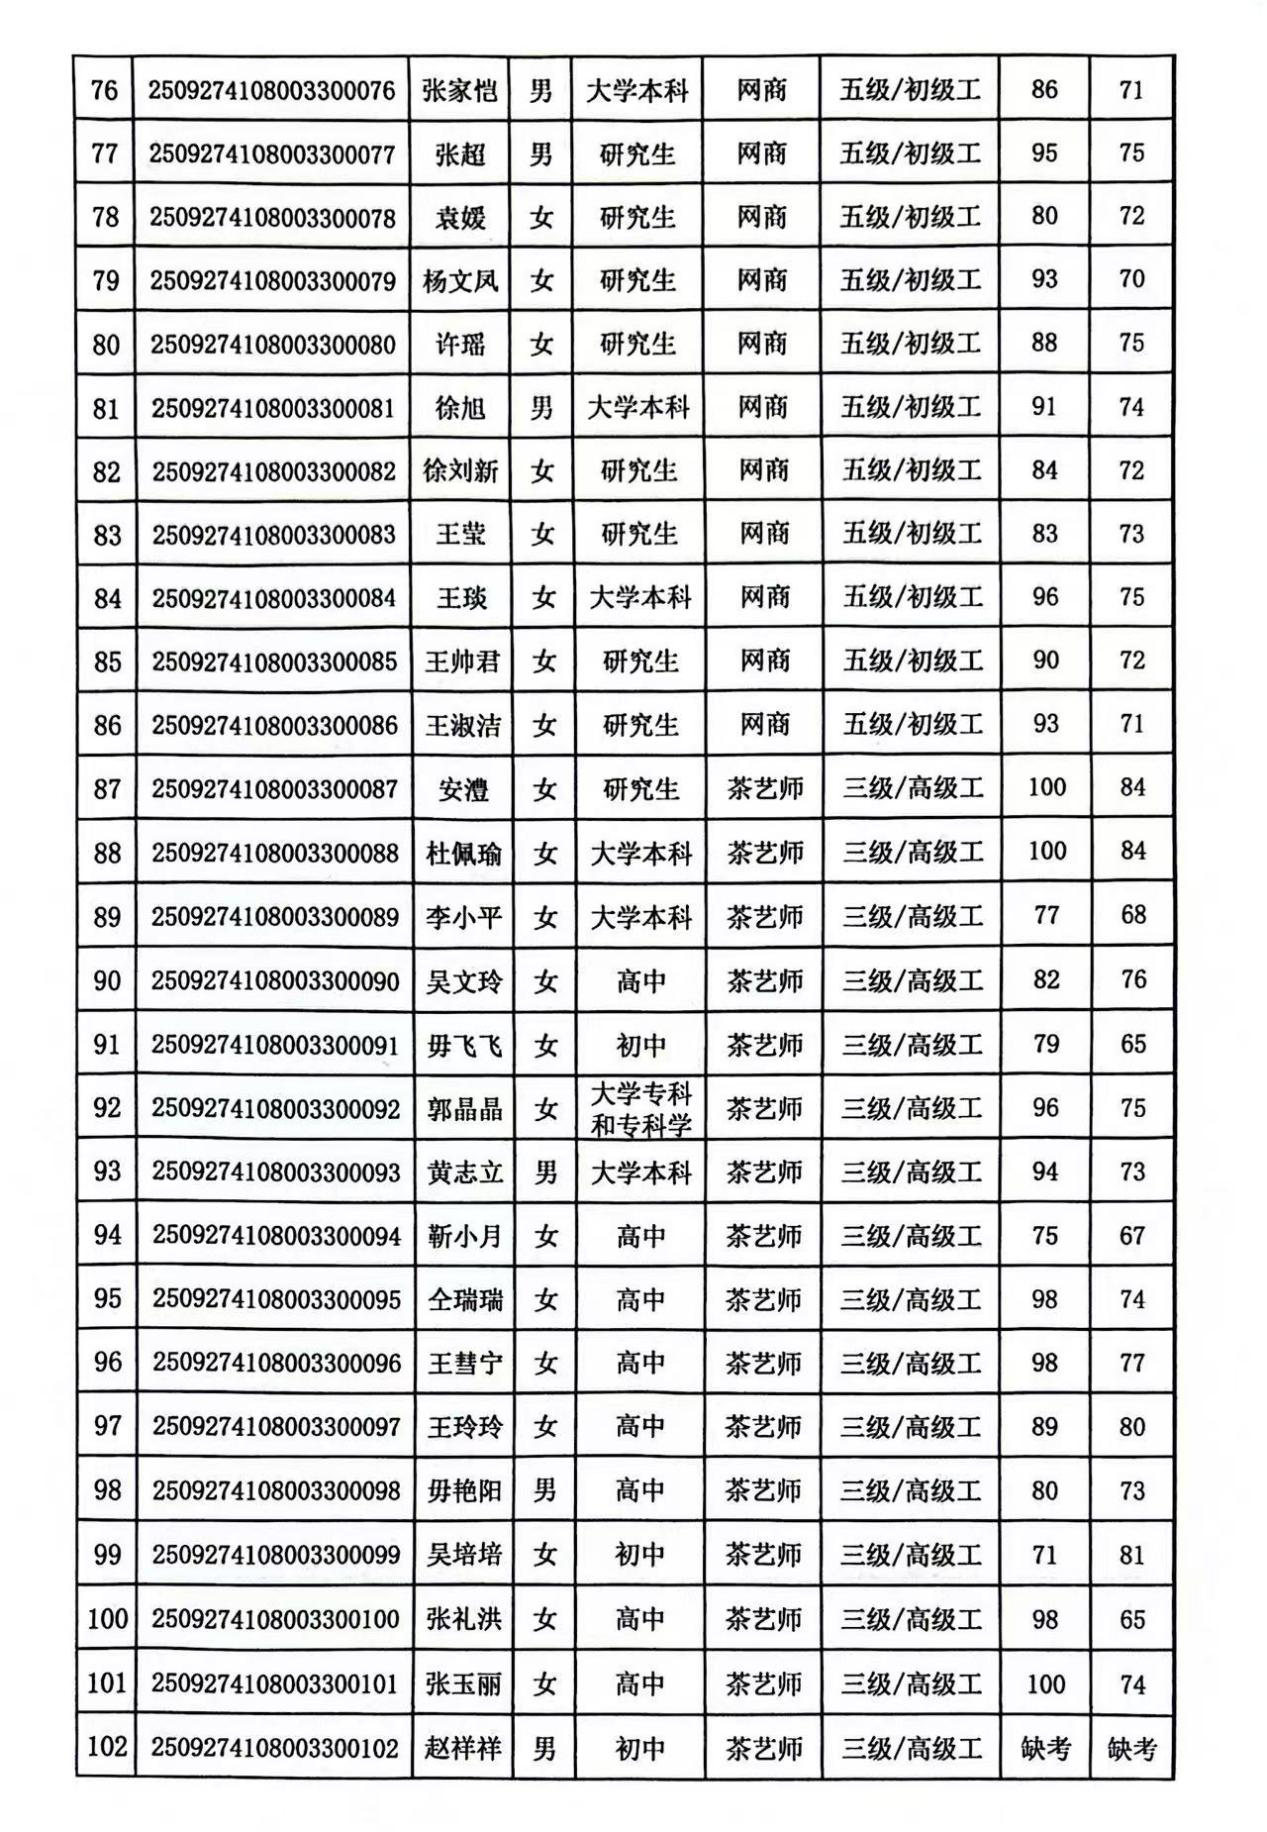 76 2509274108003300076 张家恺 男 大学本科 网商 五级/初级工 86 71
77 2509274108003300077 张超 男 研究生 网商 五级/初级工 95 75
78 2509274108003300078 袁媛 女 研究生 网商 五级/初级工 80 72
79 2509274108003300079 杨文凤 女 研究生 网商 五级/初级工 93 70
80 2509274108003300080 许瑶 女 研究生 网商 五级/初级工 88 75
81 2509274108003300081 徐旭 男 大学本科 网商 五级/初级工 91 74
82 2509274108003300082 徐刘新 女 研究生 网商 五级/初级工 84 72
83 2509274108003300083 王莹 女 研究生 网商 五级/初级工 83 73
84 2509274108003300084 王琰 女 大学本科 网商 五级/初级工 96 75
85 2509274108003300085 王帅君 女 研究生 网商 五级/初级工 90 72
86 2509274108003300086 王淑洁 女 研究生 网商 五级/初级工 93 71
87 2509274108003300087 安澧 女 研究生 茶艺师 三级/高级工 100 84
88 2509274108003300088 杜佩瑜 女 大学本科 茶艺师 三级/高级工 100 84
89 2509274108003300089 李小平 女 大学本科 茶艺师 三级/高级工 77 68
90 2509274108003300090 吴文玲 女 高中 茶艺师 三级/高级工 82 76
91 2509274108003300091 毋飞飞 女 初中 茶艺师 三级/高级工 79 65
92 2509274108003300092 郭晶晶 女 大学专科 茶艺师 三级/高级工 96 75
和专科学
93 2509274108003300093 黄志立 男 大学本科 茶艺师 三级/高级工 94 73
94 2509274108003300094 靳小月 女 高中 茶艺师 三级/高级工 75 67
95 2509274108003300095 仝瑞瑞 女 高中 茶艺师 三级/高级工 98 74
96 2509274108003300096 王彗宁 女 高中 茶艺师 三级/高级工 98 77
97 2509274108003300097 王玲玲 女 高中 茶艺师 三级/高级工 89 80
98 2509274108003300098 毋艳阳 男 高中 茶艺师 三级/高级工 80 73
99 2509274108003300099 吴培培 女 初中 茶艺师 三级/高级工 71 81
100 2509274108003300100 张礼洪 女 高中 茶艺师 三级/高级工 98 65
101 2509274108003300101 张玉丽 女 高中 茶艺师 三级/高级工 100 74
102 2509274108003300102 赵祥祥 男 初中 茶艺师 三级/高级工 缺考 缺考